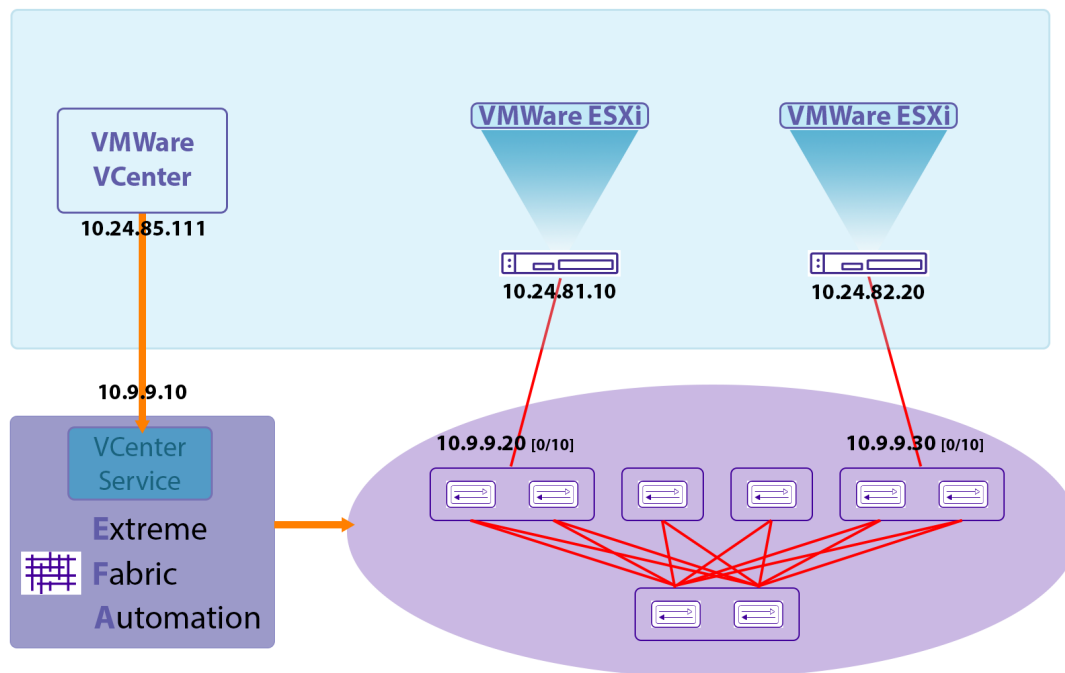 VMWare
VCenter
10.24.85.111
VMWare ESXi
10.24.81.10
VMWare ESXi
10.24.82.20
10.9.9.10
VCenter
Service
Extreme
Fabric
Automation
10.9.9.20 [0/10]
10.9.9.30 [0/10]